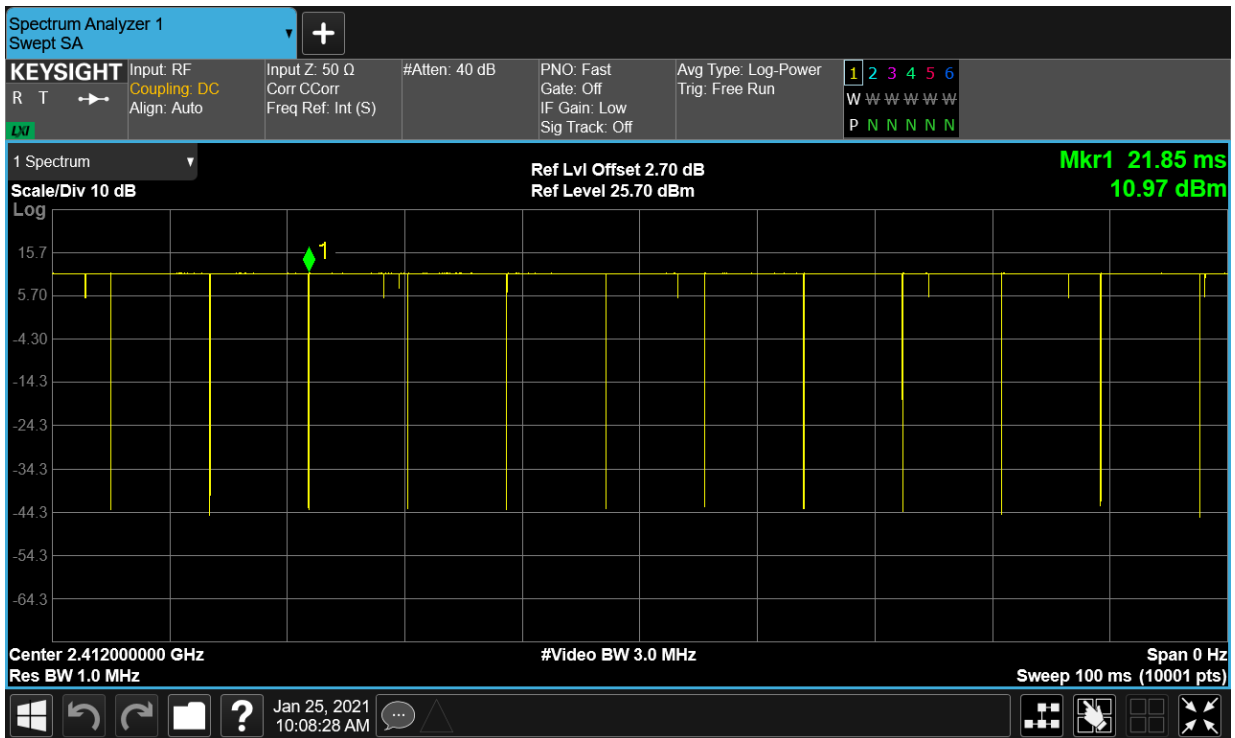 Spectrum Analyzer 1
Swept SA
KEYSIGHT
R T
LXI
Input: RF
Coupling: DC
Align: Auto
Input Z: 50 Ω
Corr CCorr
Freq Ref: Int (S)
#Atten: 40 dB
PNO: Fast
Gate: Off
IF Gain: Low
Sig Track: Off
Avg Type: Log-Power
Trig: Free Run
1 2 3 4 5 6
W W W W W W
P N N N N N
1 Spectrum
Scale/Div 10 dB
Log
Ref Lvl Offset 2.70 dB
Ref Level 25.70 dBm
Mkr1 21.85 ms
10.97 dBm
1
15.7
5.70
-4.30
-14.3
-24.3
-34.3
-44.3
-54.3
-64.3
Center 2.412000000 GHz
Res BW 1.0 MHz
#Video BW 3.0 MHz
Span 0 Hz
Sweep 100 ms (10001 pts)
?
Jan 25, 2021
10:08:28 AM